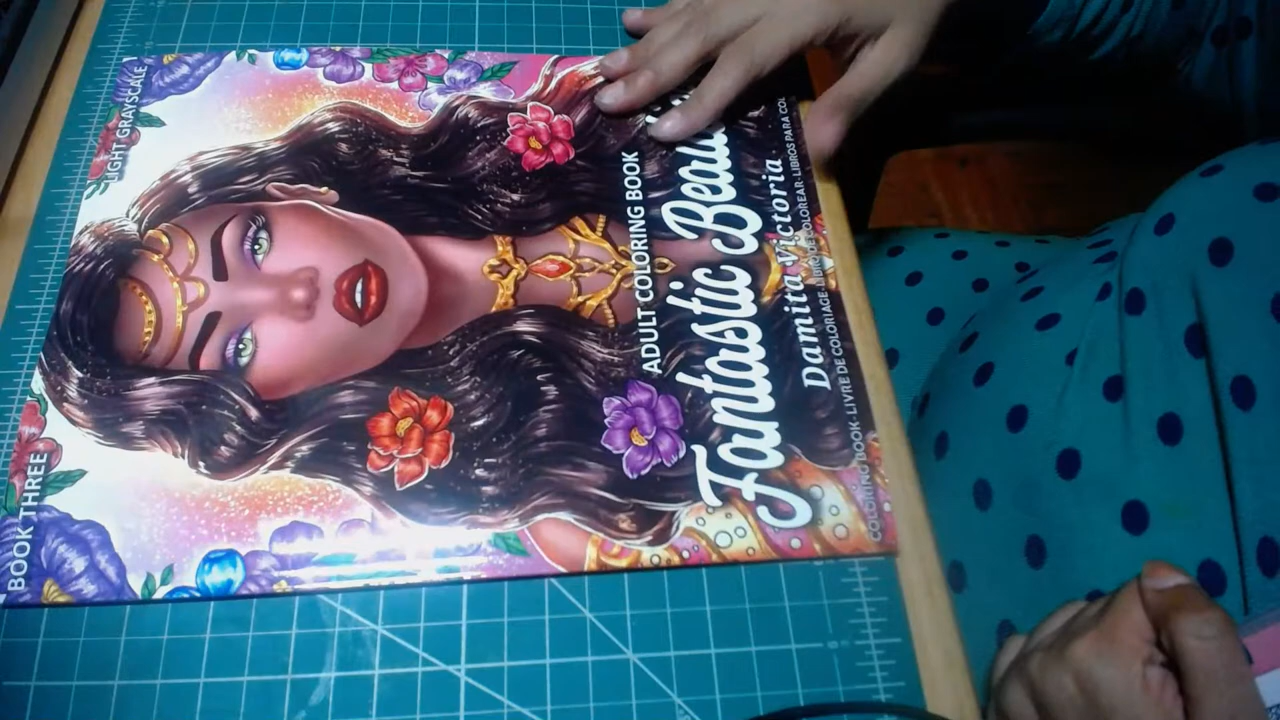 BOOK THREE
LIGHT GRAYSCALE
ADULT COLORING BOOK
Fantastic Beau
Damita Victoria
COLORING BOOK · LIVRE DE COLORIAGE · LIBRO DE COLOREAR · LIBROS PARA COL